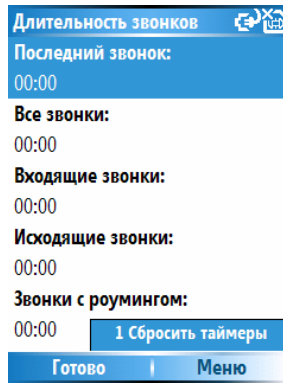 Длительность звонков
Последний звонок:
00:00
Все звонки:
00:00
Входящие звонки:
00:00
Исходящие звонки:
00:00
Звонки с роумингом:
00:00
1 Сбросить таймеры
Готово
Меню